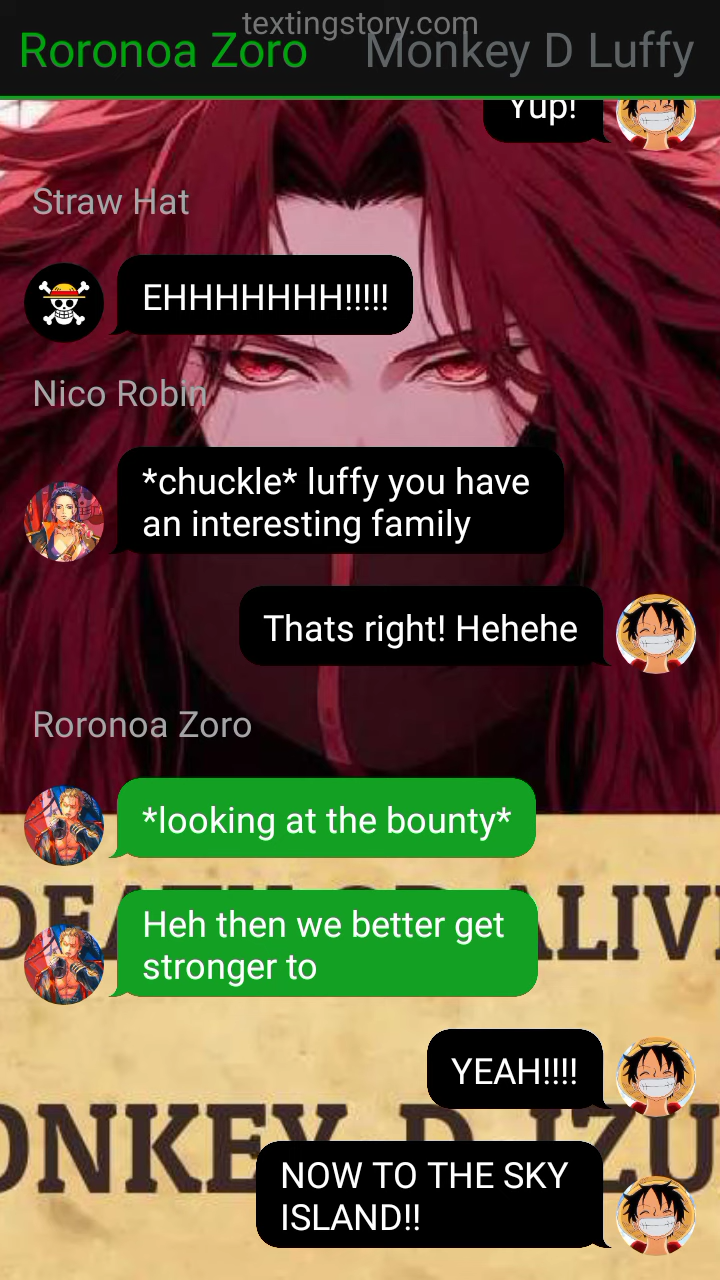 textingstory.com
Roronoa Zoro
Monkey D Luffy
Yup!
Straw Hat
EHHHHHHH!!!!!
Nico Robin
*chuckle* luffy you have
an interesting family
Thats right! Hehehe
Roronoa Zoro
*looking at the bounty*
Heh then we better get
stronger to
YEAH!!!!
NOW TO THE SKY
ISLAND!!